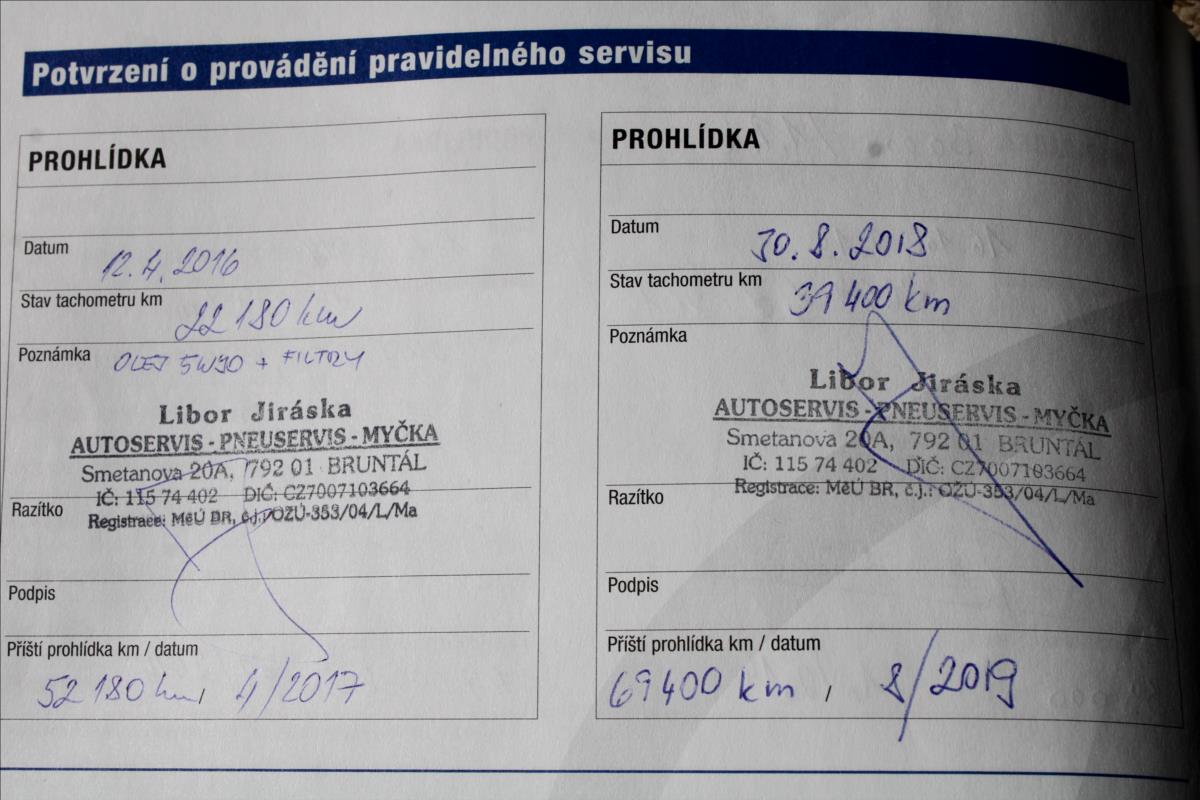 Potvrzení o provádění pravidelného servisu
PROHLÍDKA
Datum 12.4.2016
Stav tachometru km 22 180 km
Poznámka OLEJ 5W30 + FILTRY
Libor Jiráska
AUTOSERVIS - PNEUSERVIS - MYČKA
Smetanova 20A, 792 01 BRUNTÁL
IČ: 115 74 402 DIČ: CZ7007103664
Razítko
Registrace: MěÚ BR, č.j.: OŽÚ-353/04/L/Ma
Podpis
Příští prohlídka km / datum
52 180 km, 4/2017
PROHLÍDKA
Datum 30.8.2018
Stav tachometru km 39 400 km
Poznámka
Libor Jiráska
AUTOSERVIS - PNEUSERVIS - MYČKA
Smetanova 20A, 792 01 BRUNTÁL
IČ: 115 74 402 DIČ: CZ7007103664
Registrace: MěÚ BR, č.j.: OŽÚ-353/04/L/Ma
Razítko
Podpis
Příští prohlídka km / datum
69 400 km, 8/2019